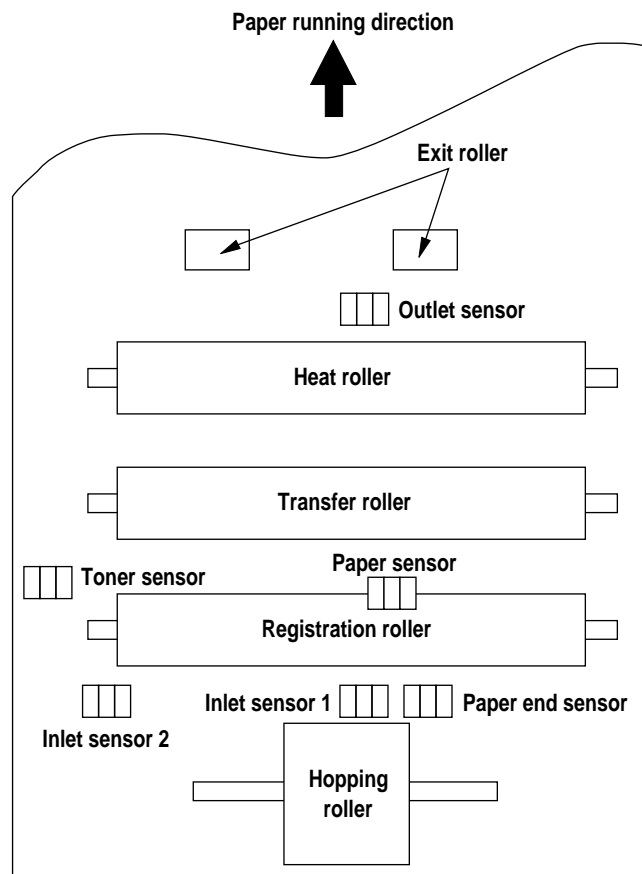 Paper running direction
Exit roller
Outlet sensor
Heat roller
Transfer roller
Paper sensor
Toner sensor
Registration roller
Inlet sensor 1
Paper end sensor
Inlet sensor 2
Hopping
roller